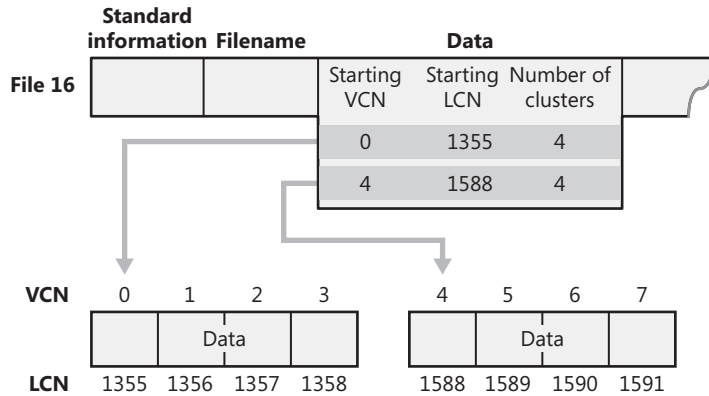 Standard
information Filename Data
File 16
Starting Starting Number of
VCN LCN clusters
0 1355 4
4 1588 4
VCN 0 1 2 3 4 5 6 7
Data Data
LCN 1355 1356 1357 1358 1588 1589 1590 1591